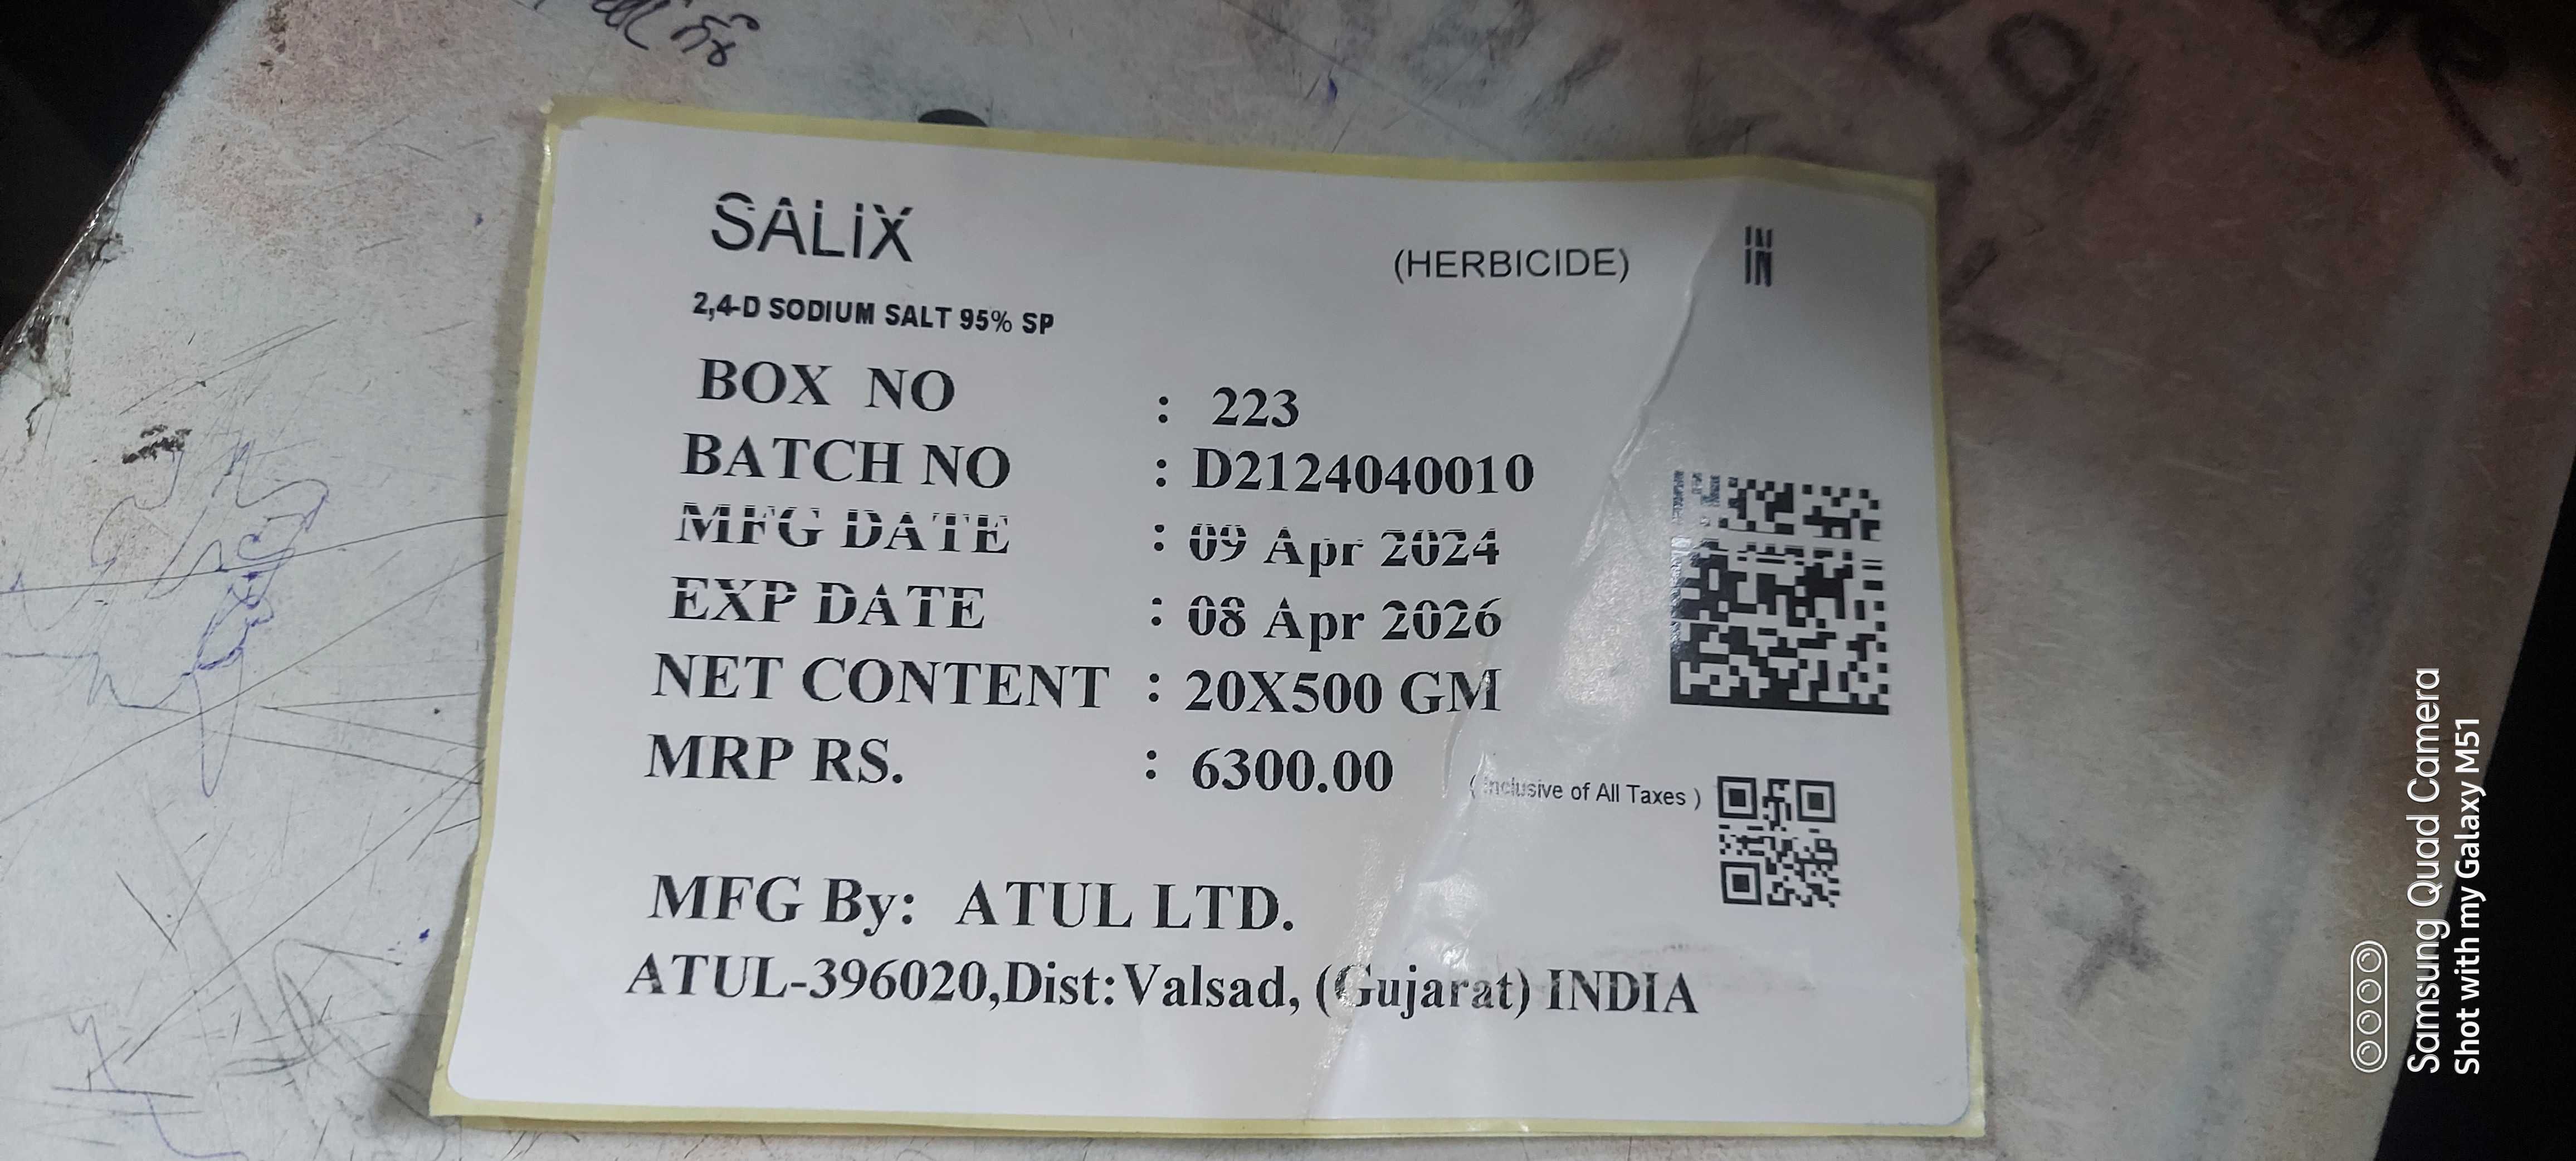 SALIX
(HERBICIDE)
IN
2,4-D SODIUM SALT 95% SP
BOX NO : 223
BATCH NO : D2124040010
MFG DATE : 09 Apr 2024
EXP DATE : 08 Apr 2026
NET CONTENT : 20X500 GM
MRP RS. : 6300.00 ( Inclusive of All Taxes )
MFG By: ATUL LTD.
ATUL-396020,Dist:Valsad, (Gujarat) INDIA
Samsung Quad Camera
Shot with my Galaxy M51